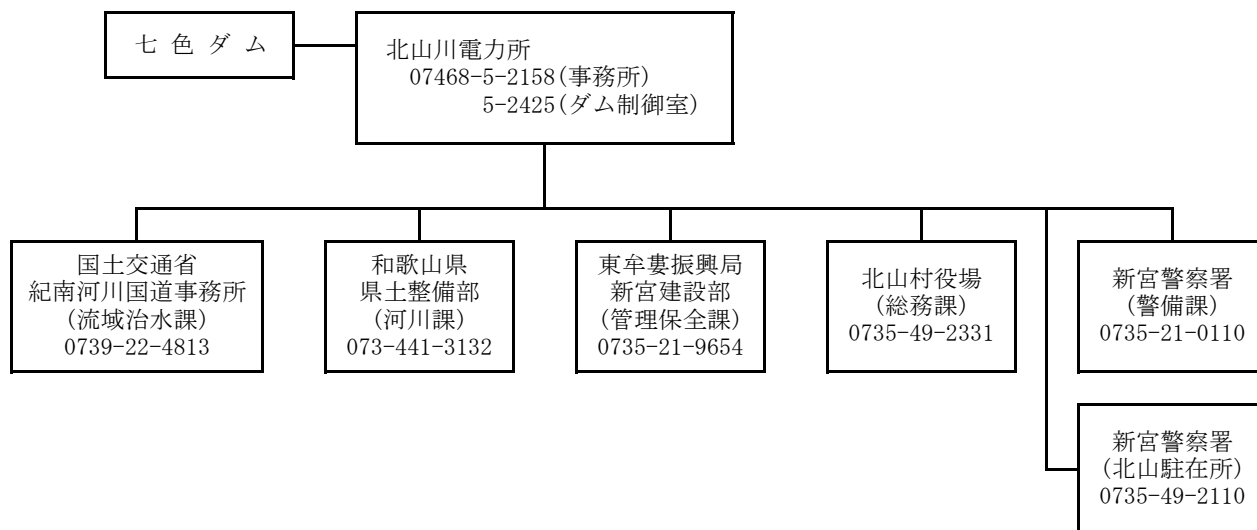 七 色 ダ ム
北山川電力所
07468-5-2158(事務所)
5-2425(ダム制御室)
国土交通省
紀南河川国道事務所
(流域治水課)
0739-22-4813
和歌山県
県土整備部
(河川課)
073-441-3132
東牟婁振興局
新宮建設部
(管理保全課)
0735-21-9654
北山村役場
(総務課)
0735-49-2331
新宮警察署
(警備課)
0735-21-0110
新宮警察署
(北山駐在所)
0735-49-2110